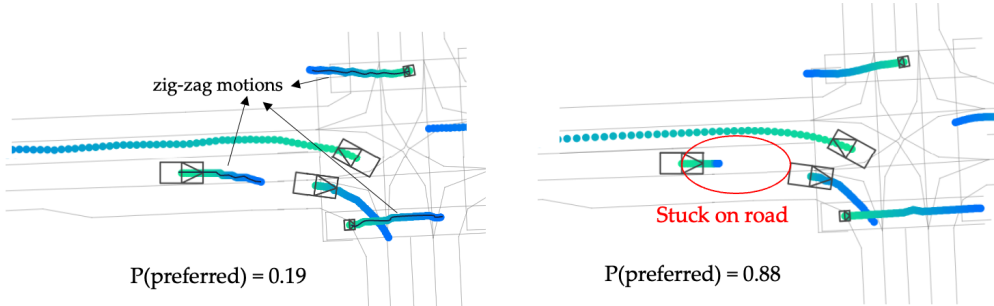 zig-zag motions
Stuck on road
P(preferred) = 0.19
P(preferred) = 0.88